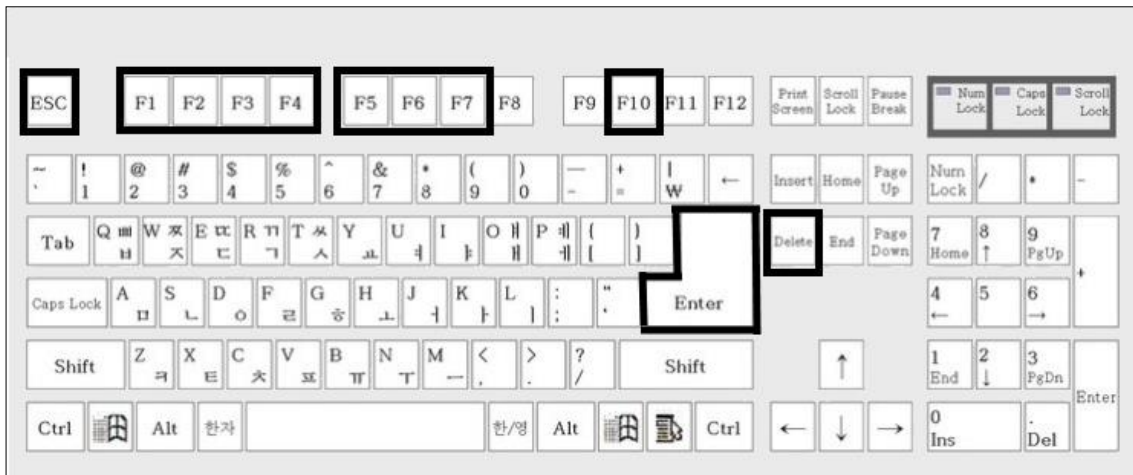 ESC F1 F2 F3 F4 F5 F6 F7 F8 F9 F10 F11 F12 Print Screen Scroll Lock Pause Break Num Lock Caps Lock Scroll Lock
~ ` ! 1 @ 2 # 3 $ 4 % 5 ^ 6 & 7 * 8 ( 9 ) 0 — - + = | ₩ ← Insert Home Page Up Num Lock / * -
Tab Q ㅃ ㅂ W ㅉ ㅈ E ㄸ ㄷ R ㄲ ㄱ T ㅆ ㅅ Y ㅛ U ㅕ I ㅑ O ㅒ ㅐ P ㅖ ㅔ { [ } ] Delete End Page Down 7 Home 8 ↑ 9 PgUp +
Caps Lock A ㅁ S ㄴ D ㅇ F ㄹ G ㅎ H ㅗ J ㅓ K ㅏ L ㅣ : ; " ' Enter 4 ← 5 6 →
Shift Z ㅋ X ㅌ C ㅊ V ㅍ B ㅠ N ㅜ M ㅡ < , > . ? / Shift ↑ 1 End 2 ↓ 3 PgDn Enter
Ctrl Alt 한자 한/영 Alt Ctrl ← ↓ → 0 Ins . Del